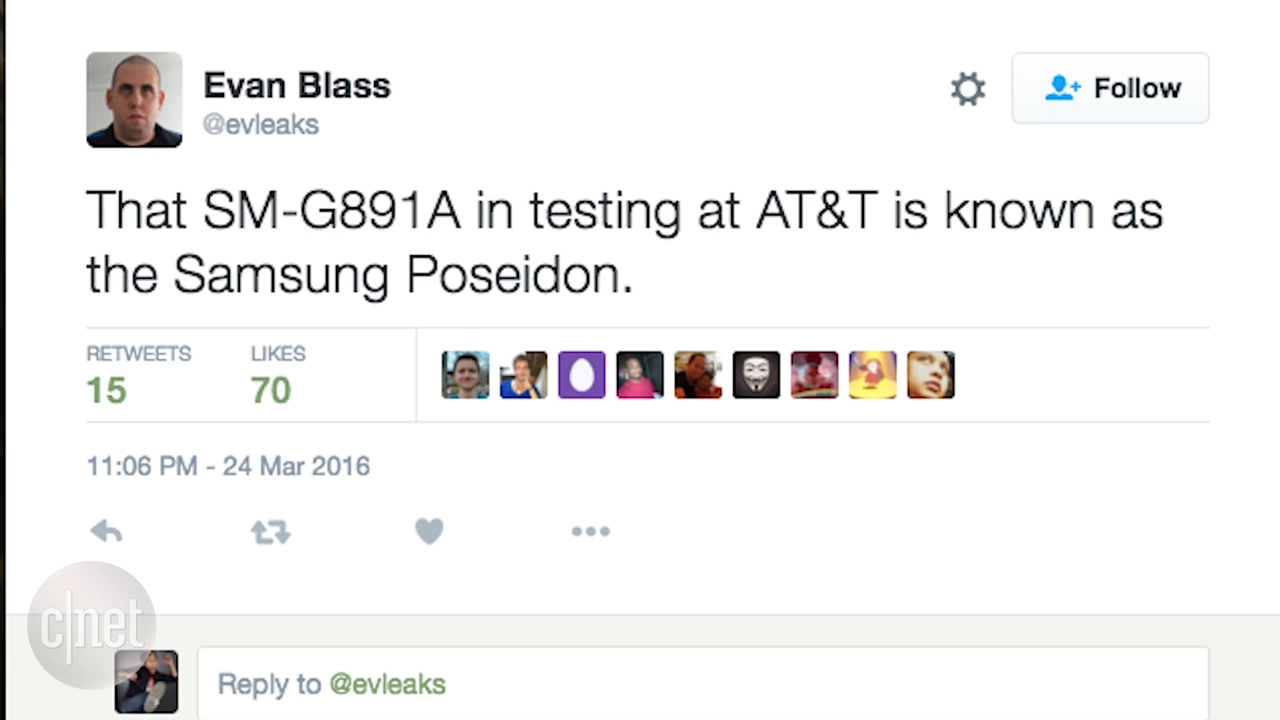 Evan Blass
@evleaks
Follow
That SM-G891A in testing at AT&T is known as
the Samsung Poseidon.
RETWEETS LIKES
15 70
11:06 PM - 24 Mar 2016
c|net
Reply to @evleaks